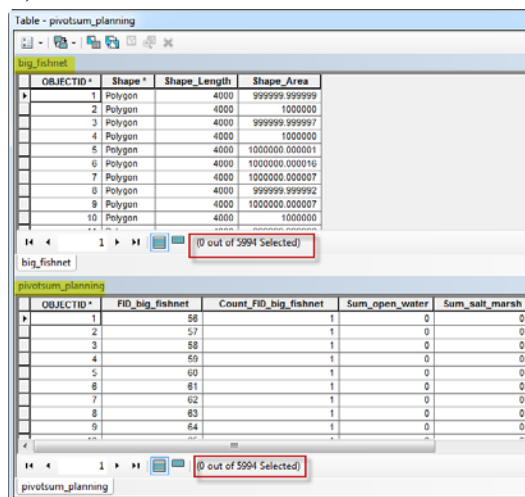 Table - pivotsum_planning
big_fishnet
OBJECTID * Shape * Shape_Length Shape_Area
1 Polygon 4000 999999.999999
2 Polygon 4000 1000000
3 Polygon 4000 999999.999997
4 Polygon 4000 1000000
5 Polygon 4000 1000000.000001
6 Polygon 4000 1000000.000016
7 Polygon 4000 1000000.000007
8 Polygon 4000 999999.999992
9 Polygon 4000 1000000.000007
10 Polygon 4000 1000000
1 (0 out of 5994 Selected)
big_fishnet
pivotsum_planning
OBJECTID * FID_big_fishnet Count_FID_big_fishnet Sum_open_water Sum_salt_marsh
1 56 1 0 0
2 57 1 0 0
3 58 1 0 0
4 59 1 0 0
5 60 1 0 0
6 61 1 0 0
7 62 1 0 0
8 63 1 0 0
9 64 1 0 0
1 (0 out of 5994 Selected)
pivotsum_planning